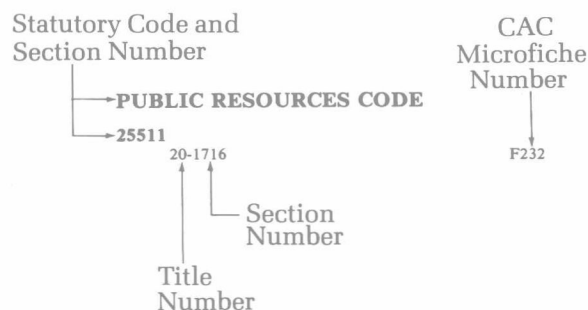 Statutory Code and
Section Number
CAC
Microfiche
Number
PUBLIC RESOURCES CODE
25511
20-1716
F232
Section
Number
Title
Number